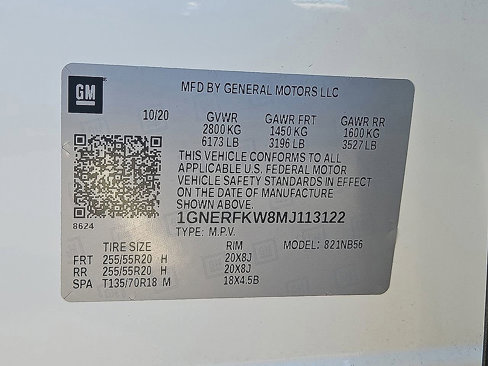 GM
MFD BY GENERAL MOTORS LLC
10/20 GVWR GAWR FRT GAWR RR
2800 KG 1450 KG 1600 KG
6173 LB 3196 LB 3527 LB
THIS VEHICLE CONFORMS TO ALL
APPLICABLE U.S. FEDERAL MOTOR
VEHICLE SAFETY STANDARDS IN EFFECT
ON THE DATE OF MANUFACTURE
SHOWN ABOVE.
8624
1GNERFKW8MJ113122
TYPE: M.P.V.
TIRE SIZE RIM MODEL: 821NB56
FRT 255/55R20 H 20X8J
RR 255/55R20 H 20X8J
SPA T135/70R18 M 18X4.5B